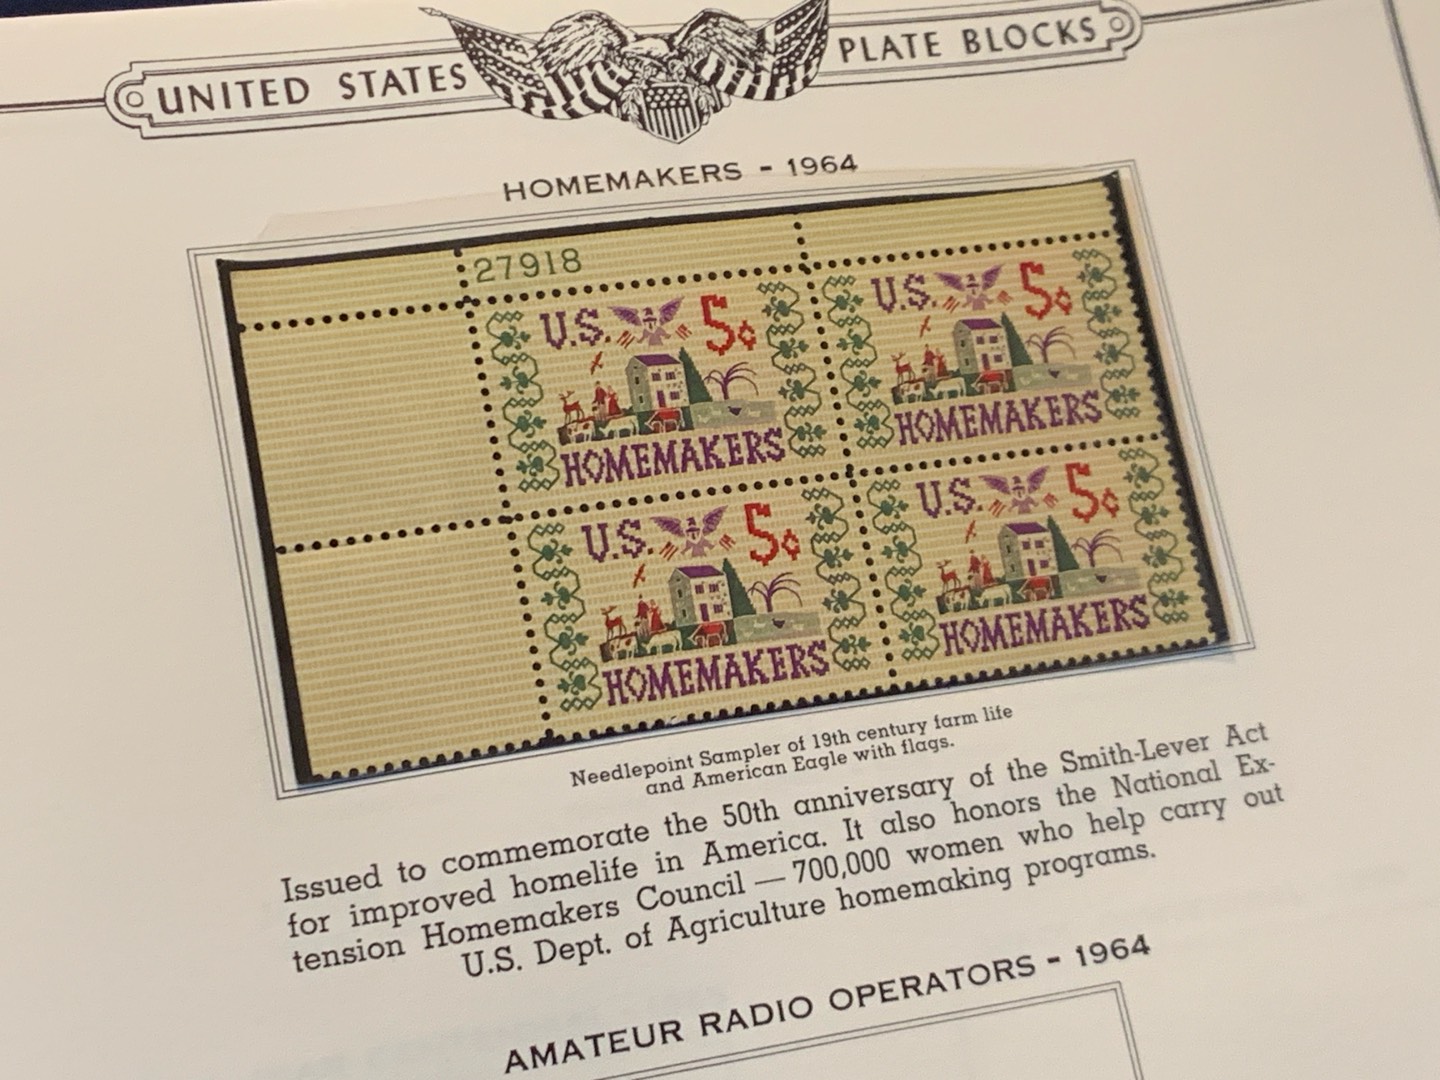 UNITED STATES PLATE BLOCKS
HOMEMAKERS - 1964
27918
U.S. 5¢
HOMEMAKERS
U.S. 5¢
HOMEMAKERS
U.S. 5¢
HOMEMAKERS
U.S. 5¢
HOMEMAKERS
Needlepoint Sampler of 19th century farm life
and American Eagle with flags.
Issued to commemorate the 50th anniversary of the Smith-Lever Act
for improved homelife in America. It also honors the National Ex-
tension Homemakers Council — 700,000 women who help carry out
U.S. Dept. of Agriculture homemaking programs.
AMATEUR RADIO OPERATORS - 1964